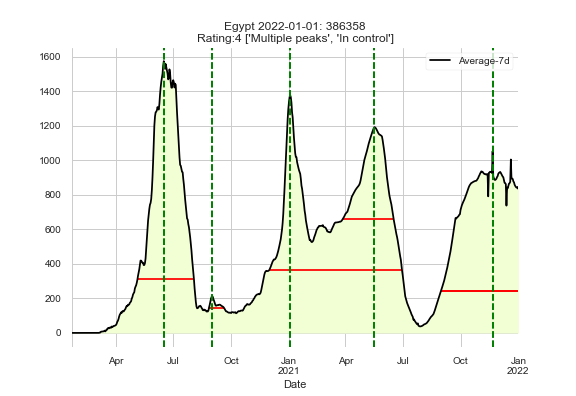 Egypt 2022-01-01: 386358
Rating:4 ['Multiple peaks', 'In control']
Average-7d
1600
1400
1200
1000
800
600
400
200
0
Apr Jul Oct Jan Apr Jul Oct Jan
2021 2022
Date